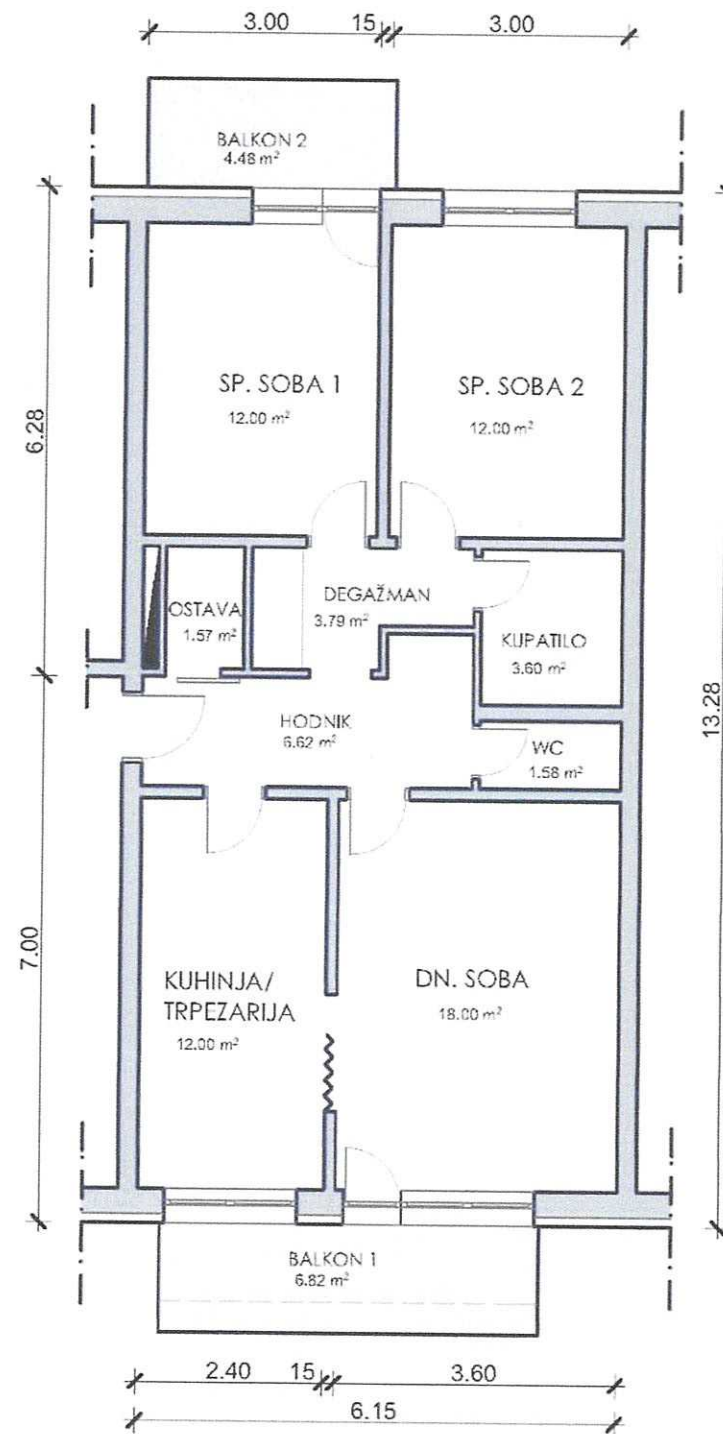 3.00 15 3.00
BALKON 2
4.48 m²
SP. SOBA 1
12.00 m²
SP. SOBA 2
12.00 m²
6.28
OSTAVA
1.57 m²
DEGAŽMAN
3.79 m²
KUPATILO
3.60 m²
13.28
HODNIK
6.62 m²
WC
1.58 m²
7.00
KUHINJA/
TRPEZARIJA
12.00 m²
DN. SOBA
18.00 m²
BALKON 1
6.82 m²
2.40 15 3.60
6.15